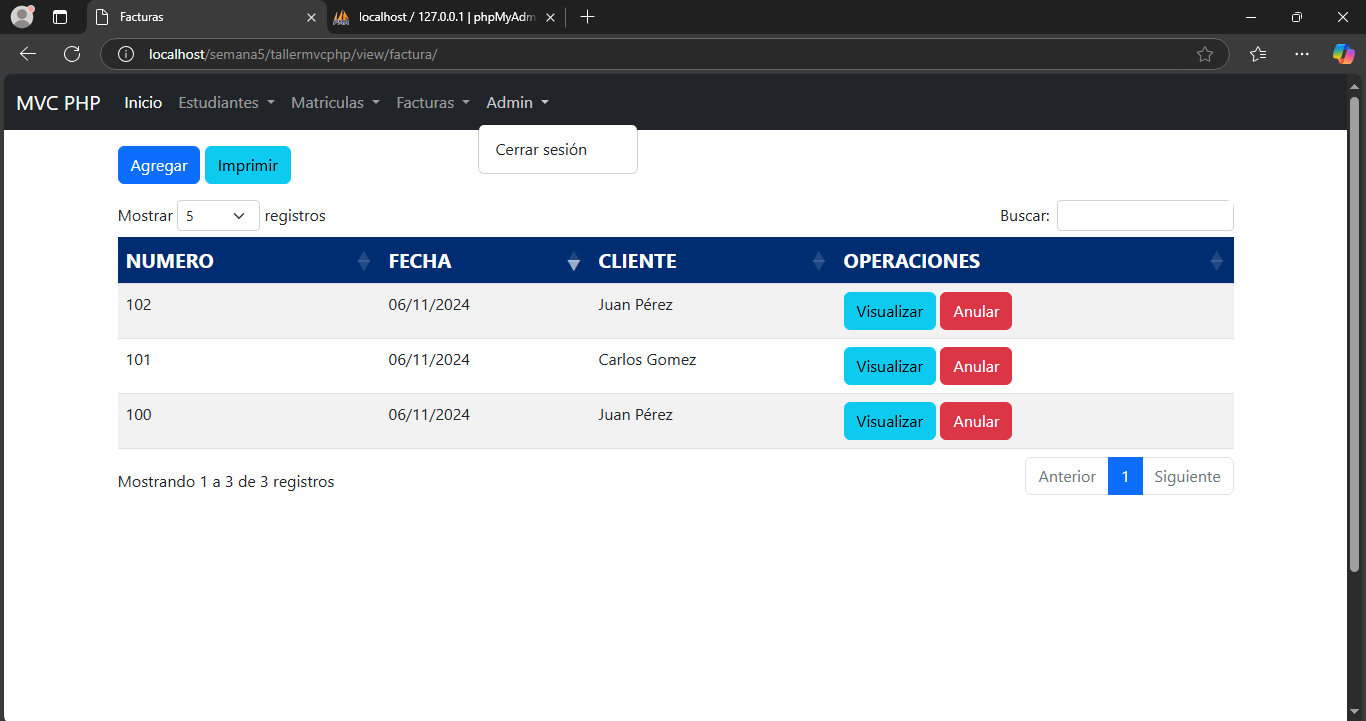 Facturas
localhost / 127.0.0.1 | phpMyAdm
localhost/semana5/tallermvcphp/view/factura/
MVC PHP Inicio Estudiantes Matriculas Facturas Admin
Cerrar sesión
Agregar Imprimir
Mostrar 5 registros Buscar:
NUMERO FECHA CLIENTE OPERACIONES
102 06/11/2024 Juan Pérez Visualizar Anular
101 06/11/2024 Carlos Gomez Visualizar Anular
100 06/11/2024 Juan Pérez Visualizar Anular
Mostrando 1 a 3 de 3 registros Anterior 1 Siguiente